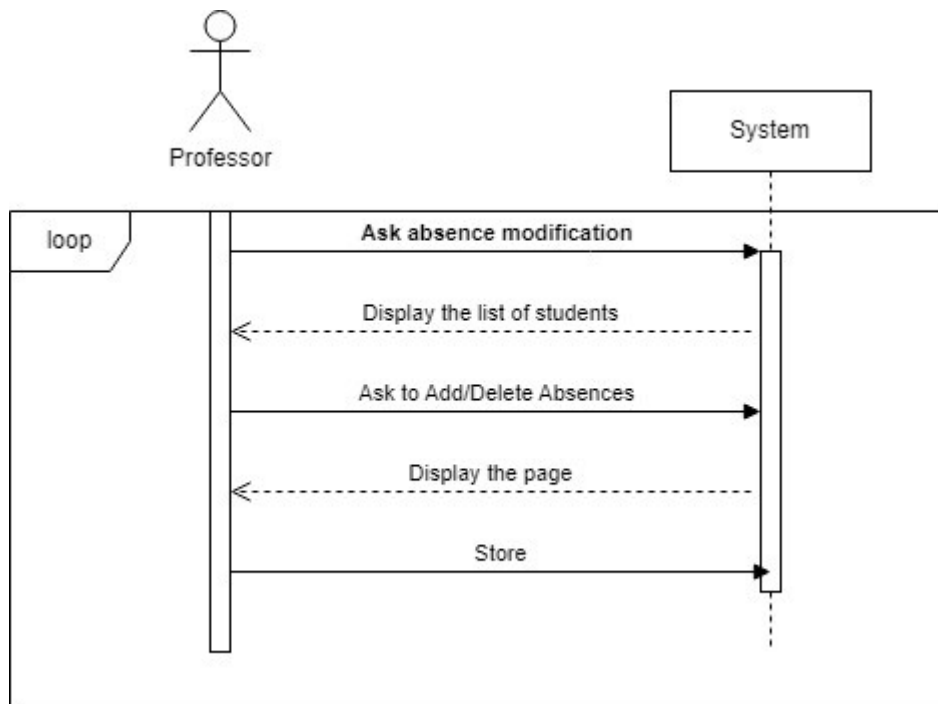 Professor
System
loop
Ask absence modification
Display the list of students
Ask to Add/Delete Absences
Display the page
Store